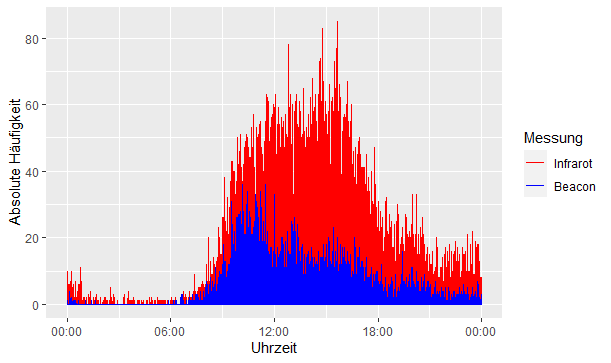 80
60
40
20
0
Absolute Häufigkeit
00:00 06:00 12:00 18:00 00:00
Uhrzeit
Messung
Infrarot
Beacon